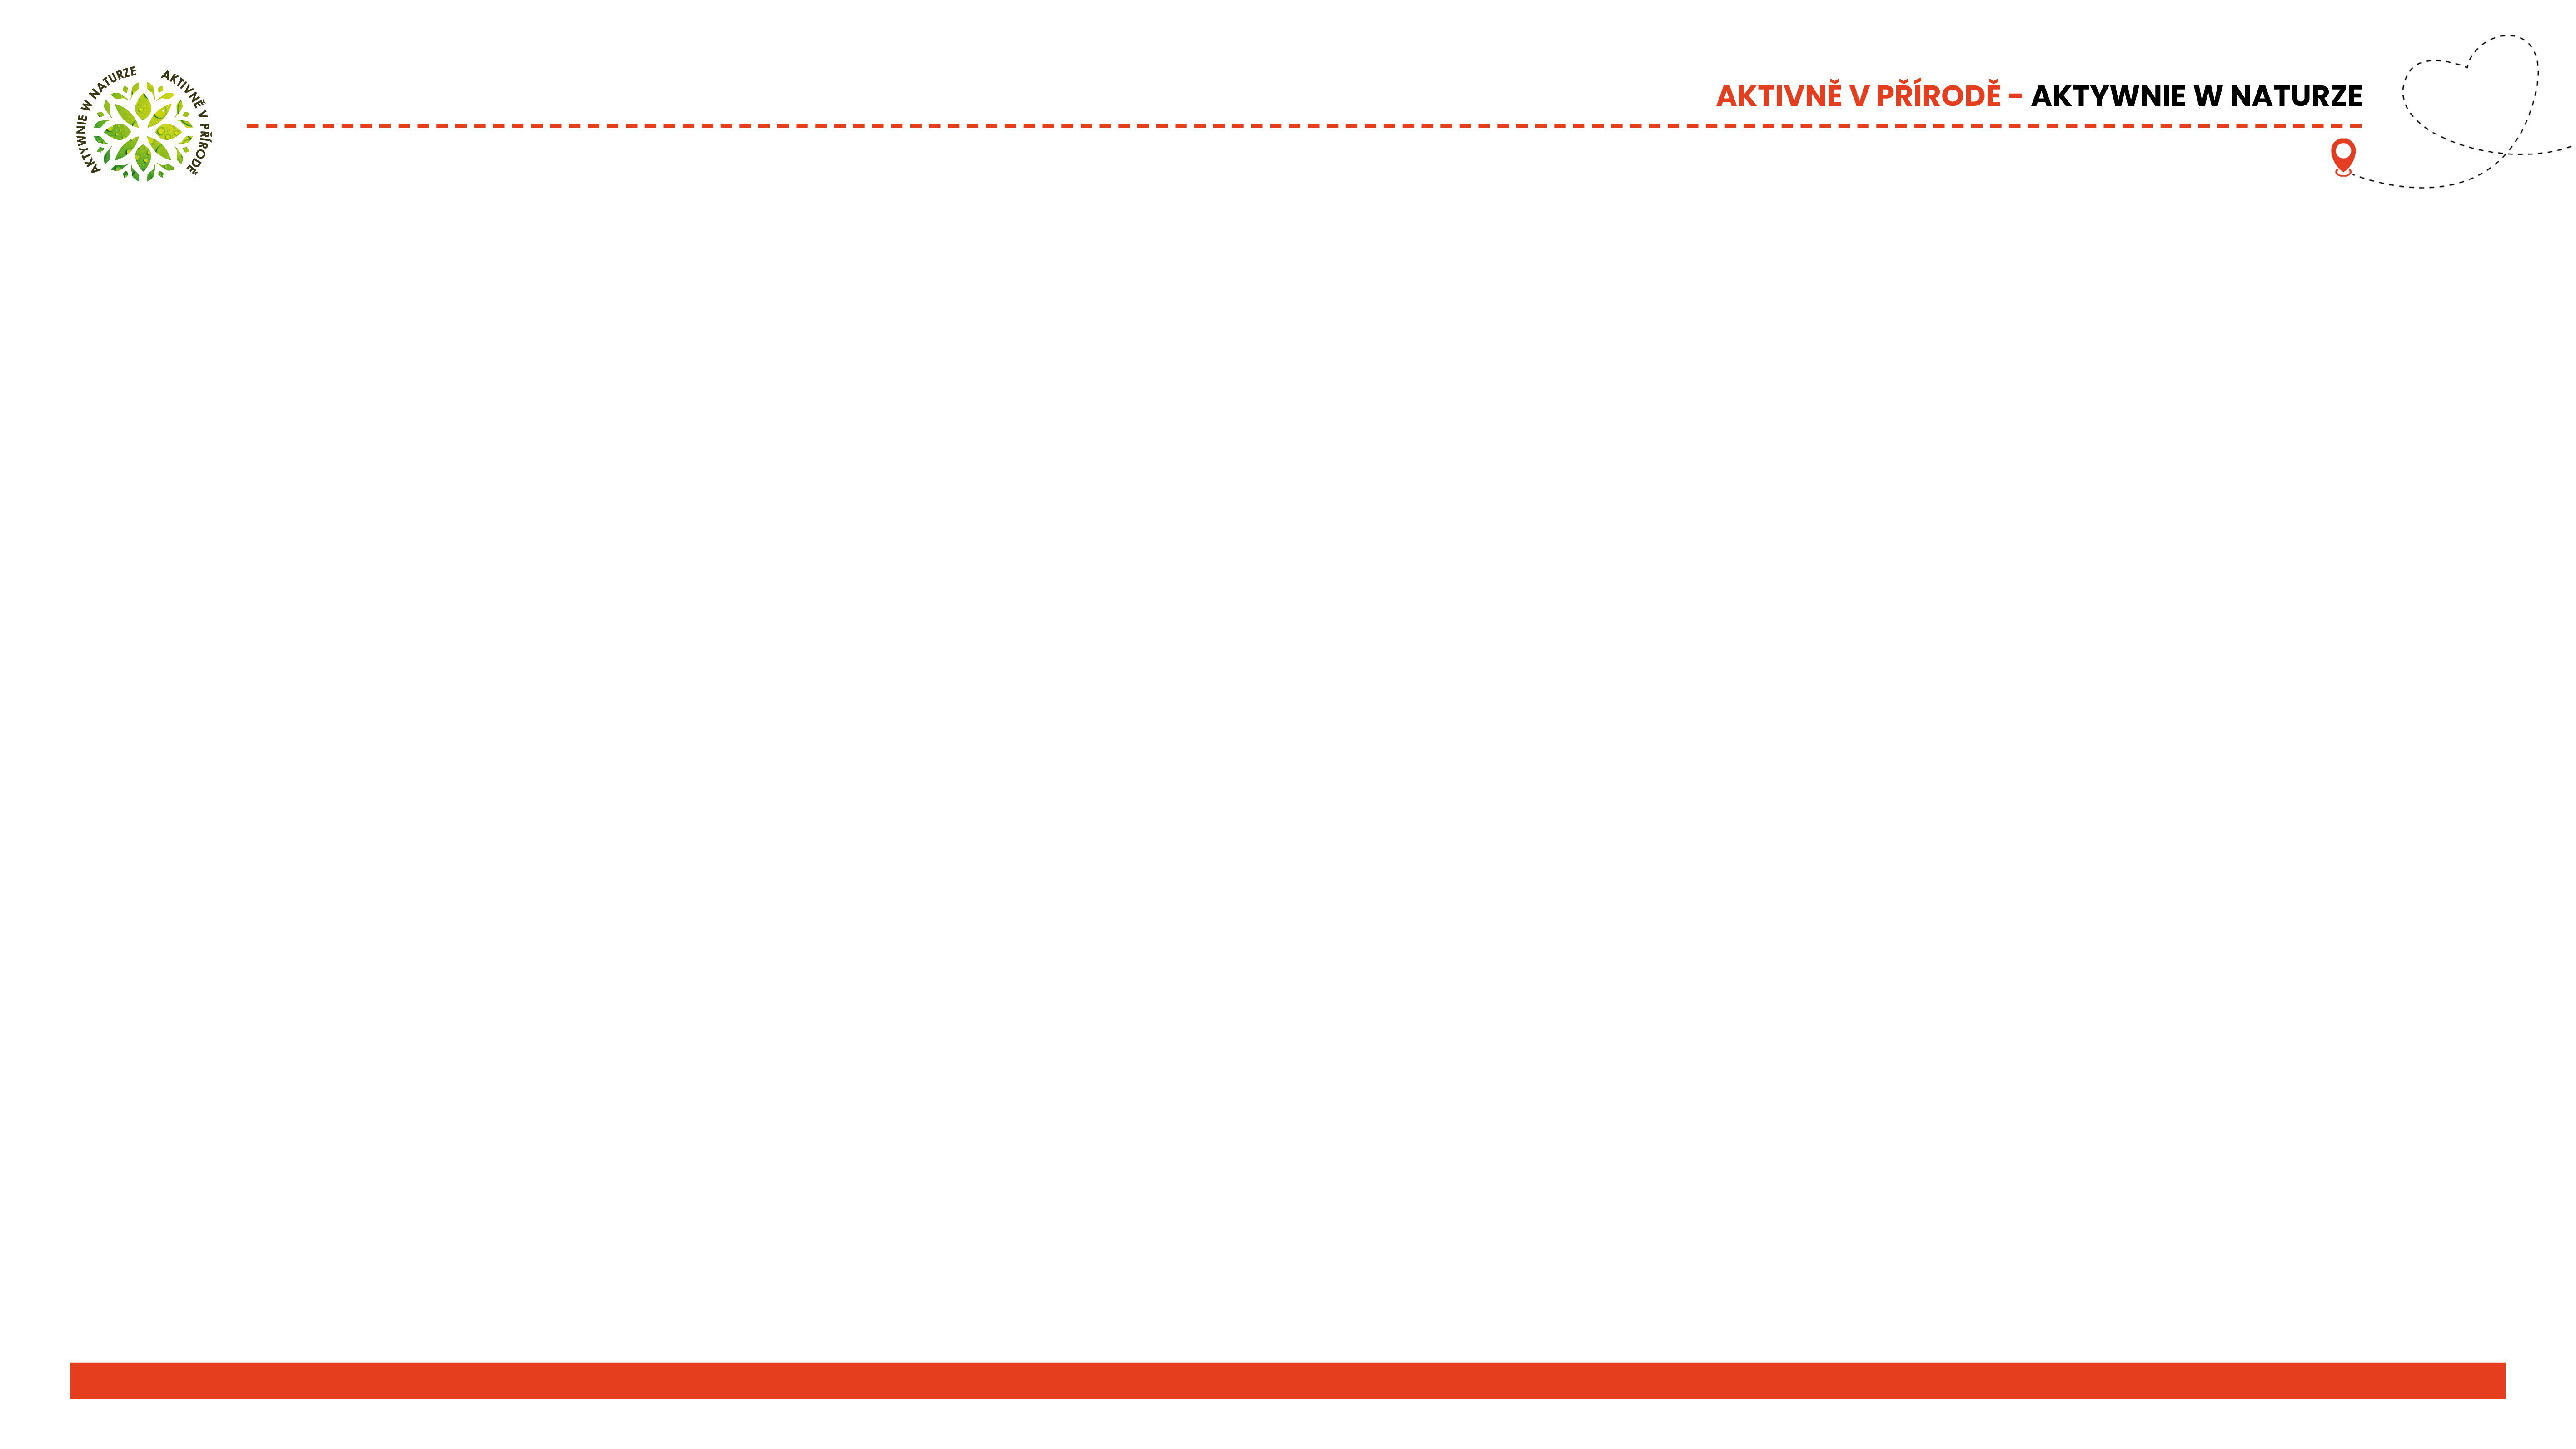 AKTYWNIE W NATURZE AKTIVNĚ V PŘÍRODĚ
AKTIVNĚ V PŘÍRODĚ - AKTYWNIE W NATURZE